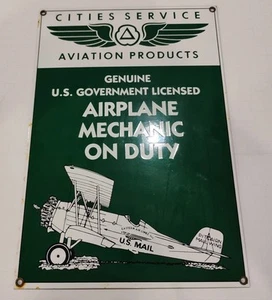 CITIES SERVICE
AVIATION PRODUCTS
GENUINE
U.S. GOVERNMENT LICENSED
AIRPLANE
MECHANIC
ON DUTY
U.S. MAIL